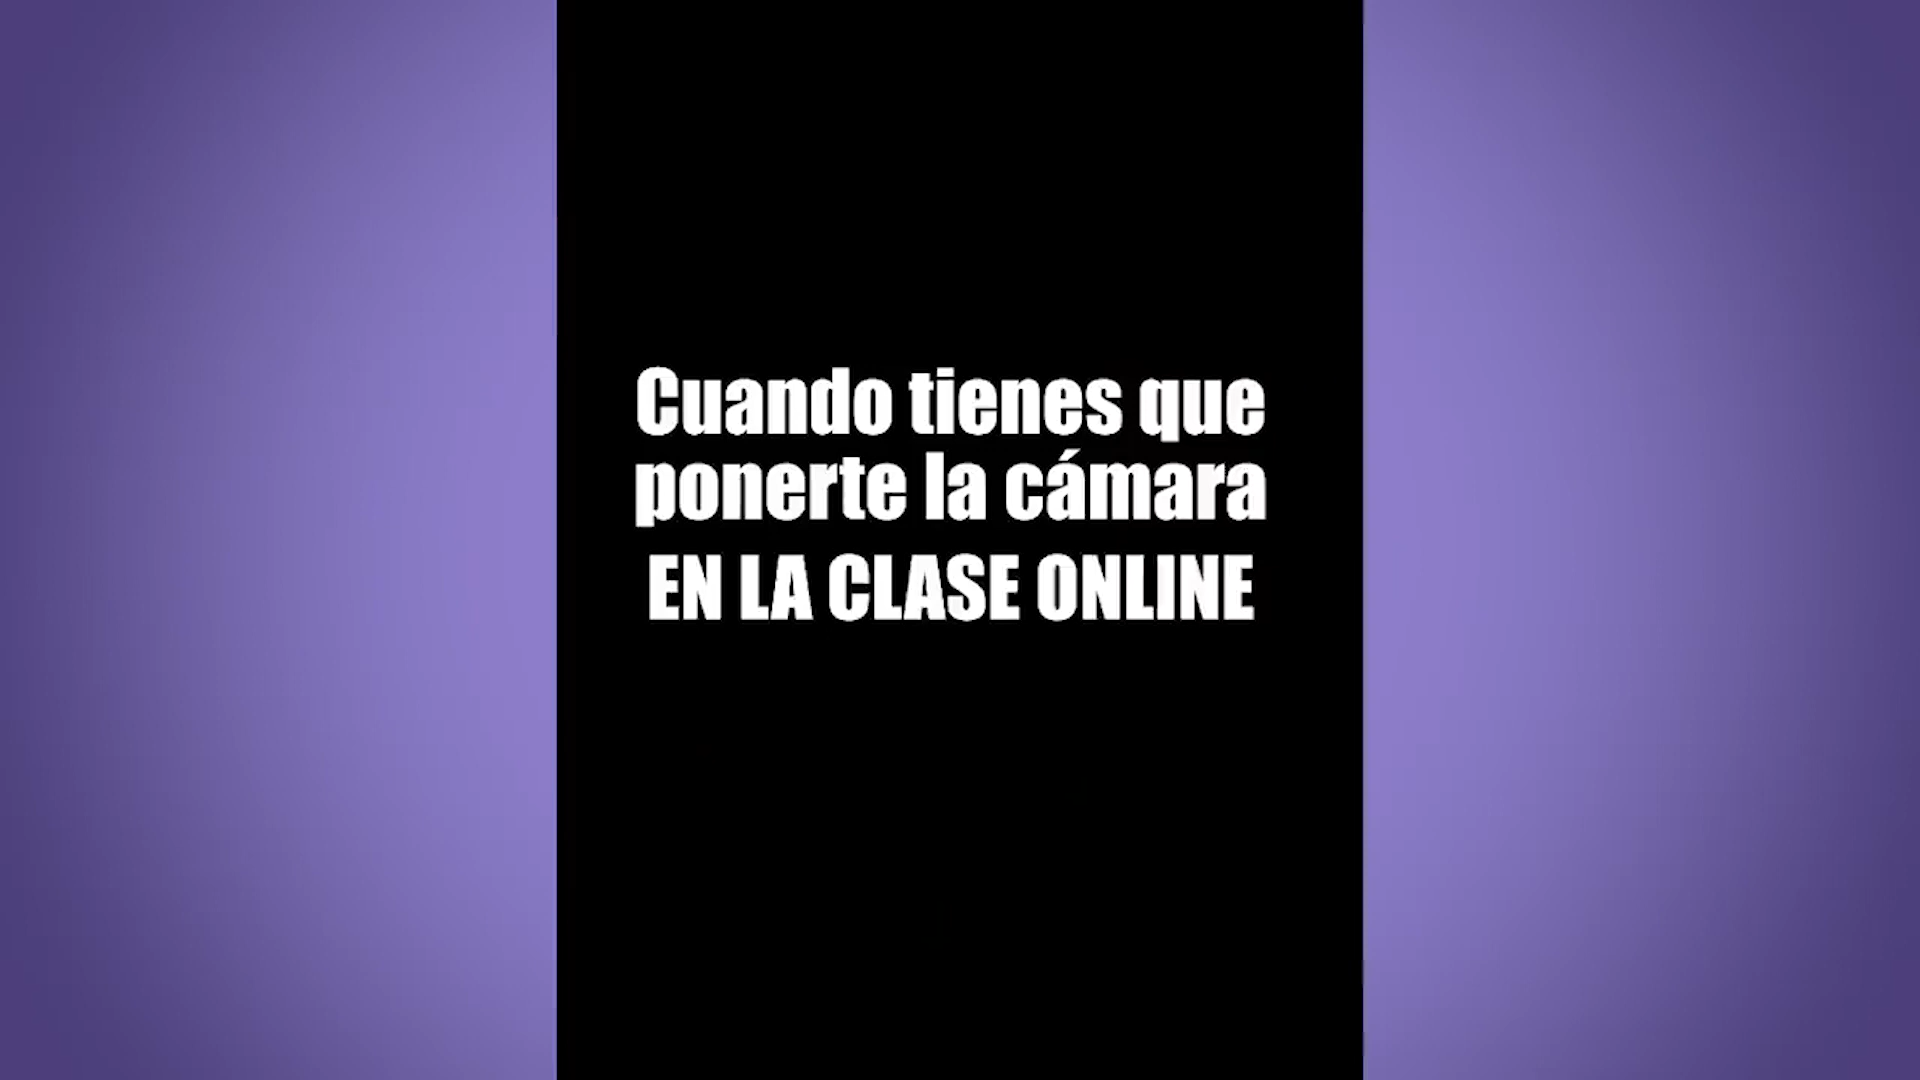 Cuando tienes que
ponerte la cámara
EN LA CLASE ONLINE